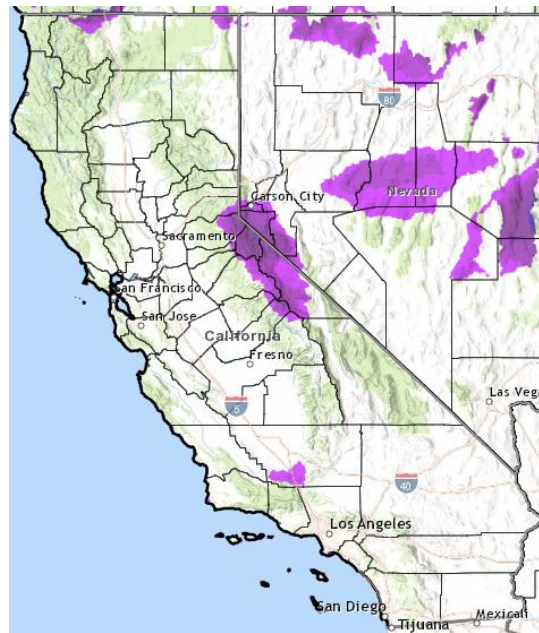 80
Carson City
Nevada
Sacramento
San Francisco
San Jose
California
Fresno
Las Vega
5
40
Los Angeles
San Diego
Tijuana
Mexicali